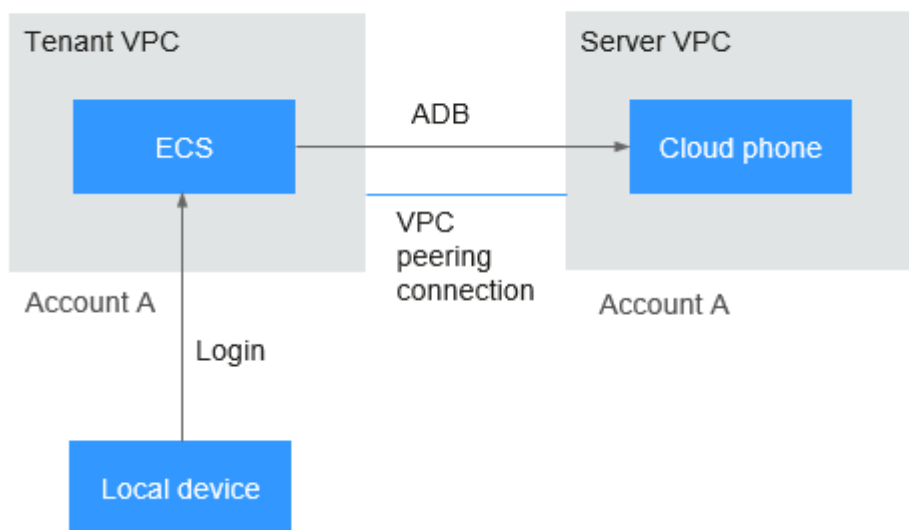 Tenant VPC
Server VPC
ECS
ADB
Cloud phone
VPC
peering
connection
Account A
Account A
Login
Local device